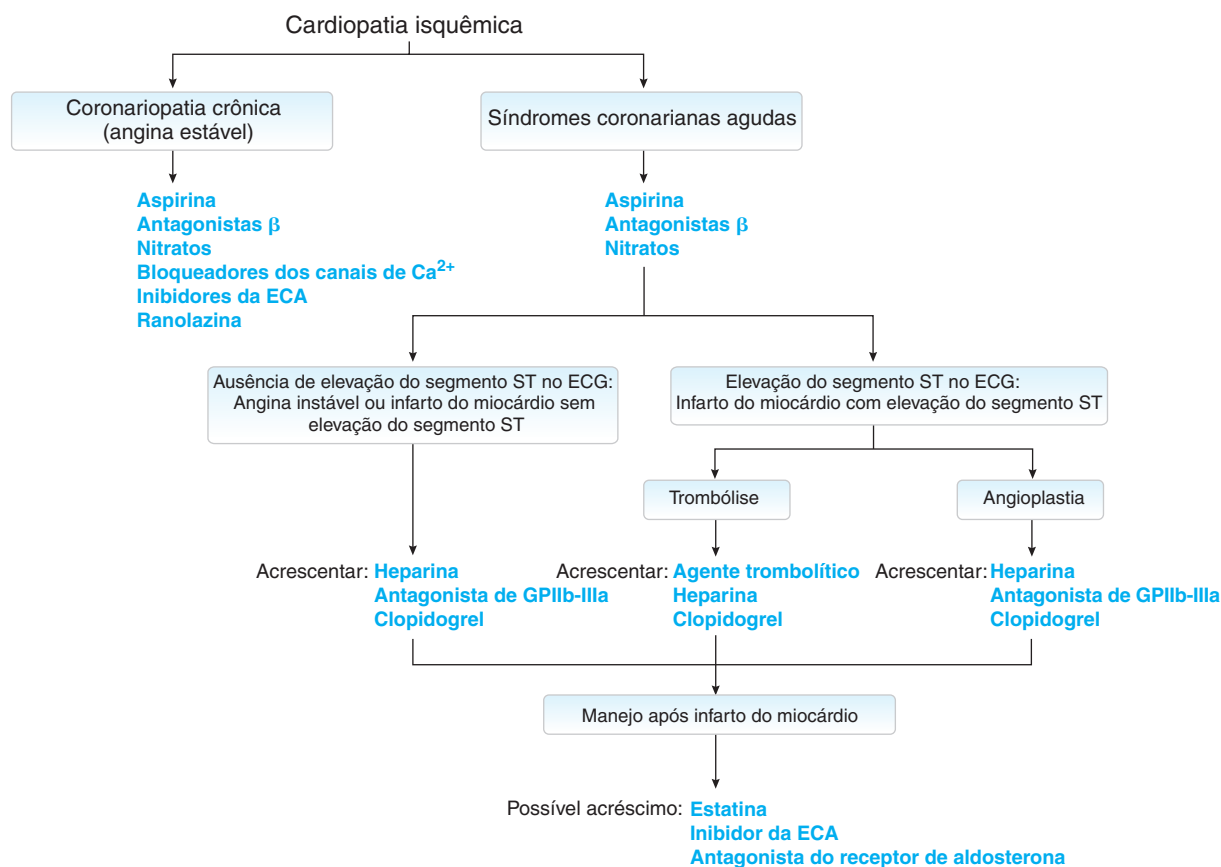 Cardiopatia isquêmica
Coronariopatia crônica
(angina estável)
Síndromes coronarianas agudas
Aspirina
Antagonistas β
Nitratos
Bloqueadores dos canais de Ca²⁺
Inibidores da ECA
Ranolazina
Aspirina
Antagonistas β
Nitratos
Ausência de elevação do segmento ST no ECG:
Angina instável ou infarto do miocárdio sem
elevação do segmento ST
Elevação do segmento ST no ECG:
Infarto do miocárdio com elevação do segmento ST
Trombólise
Angioplastia
Acrescentar: Heparina
Antagonista de GPIIb-IIIa
Clopidogrel
Acrescentar: Agente trombolítico
Heparina
Clopidogrel
Acrescentar: Heparina
Antagonista de GPIIb-IIIa
Clopidogrel
Manejo após infarto do miocárdio
Possível acréscimo: Estatina
Inibidor da ECA
Antagonista do receptor de aldosterona